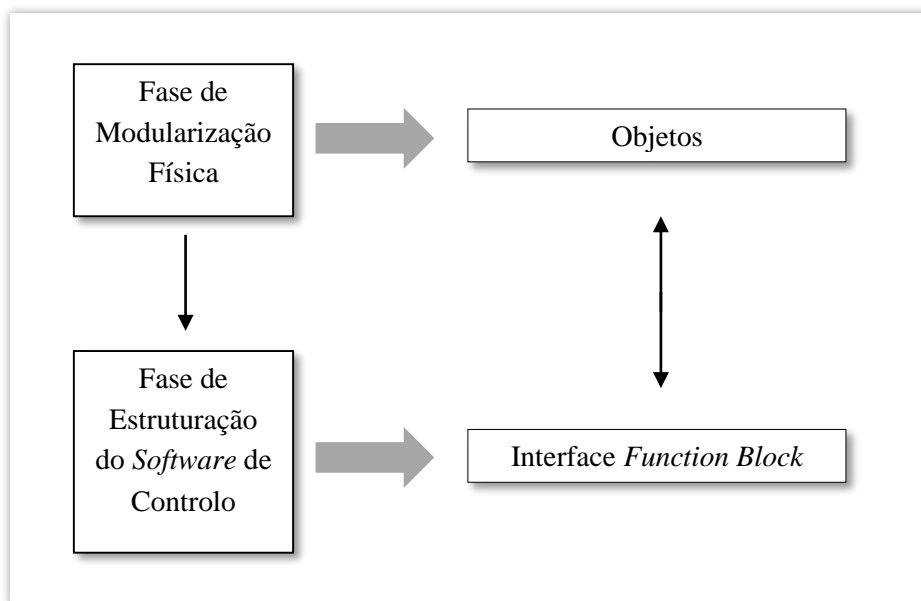 Fase de
Modularização
Física
Objetos
Fase de
Estruturação
do Software de
Controlo
Interface Function Block